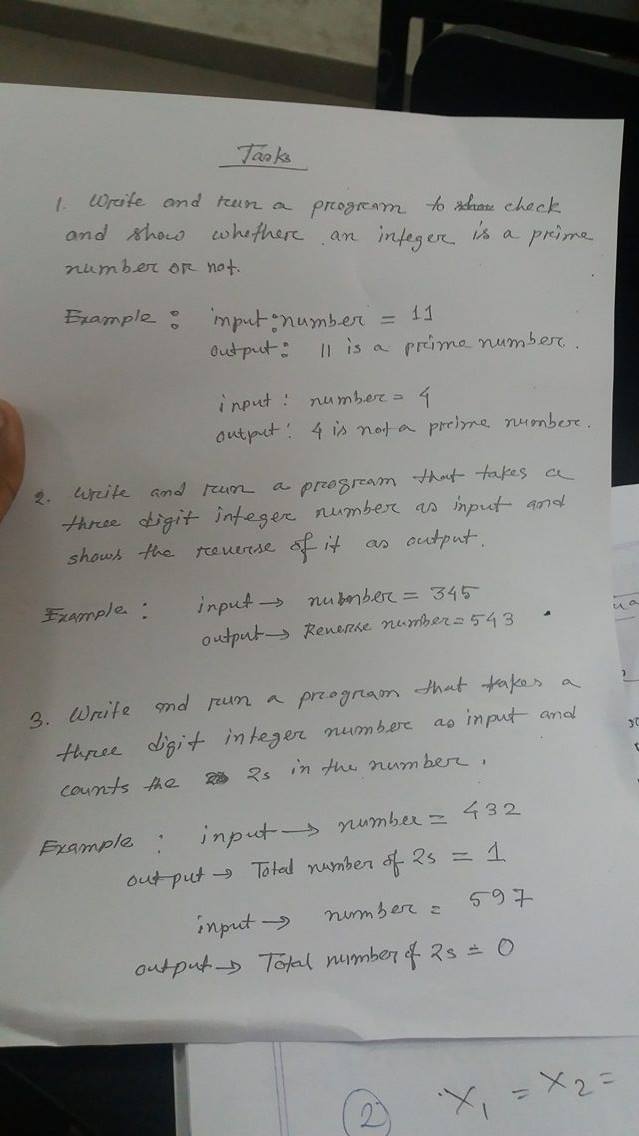 Tasks
1. Write and run a program to check
and show whether an integer is a prime
number or not.
Example : input : number = 11
output : 11 is a prime number.
input : number = 4
output : 4 is not a prime number.
2. Write and run a program that takes a
three digit integer number as input and
shows the reverse of it as output.
Example : input → number = 345
output → Reverse number = 543
3. Write and run a program that takes a
three digit integer number as input and
counts the 2s in the number.
Example : input → number = 432
output → Total number of 2s = 1
input → number = 597
output → Total number of 2s = 0
2 X₁ = X₂ =